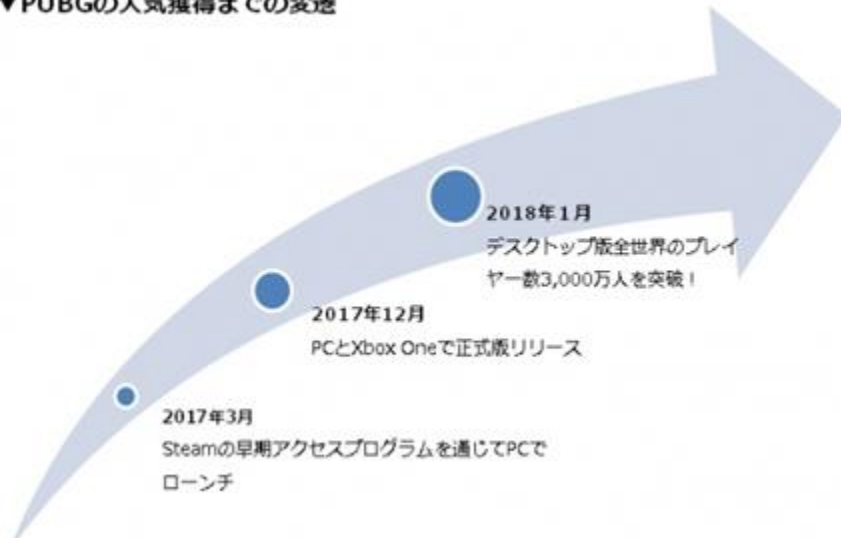 ▼PUBGの人気獲得までの変遷
2018年1月
デスクトップ版全世界のプレイ
ヤー数3,000万人を突破！
2017年12月
PCとXbox Oneで正式版リリース
2017年3月
Steamの早期アクセスプログラムを通じてPCで
ローンチ